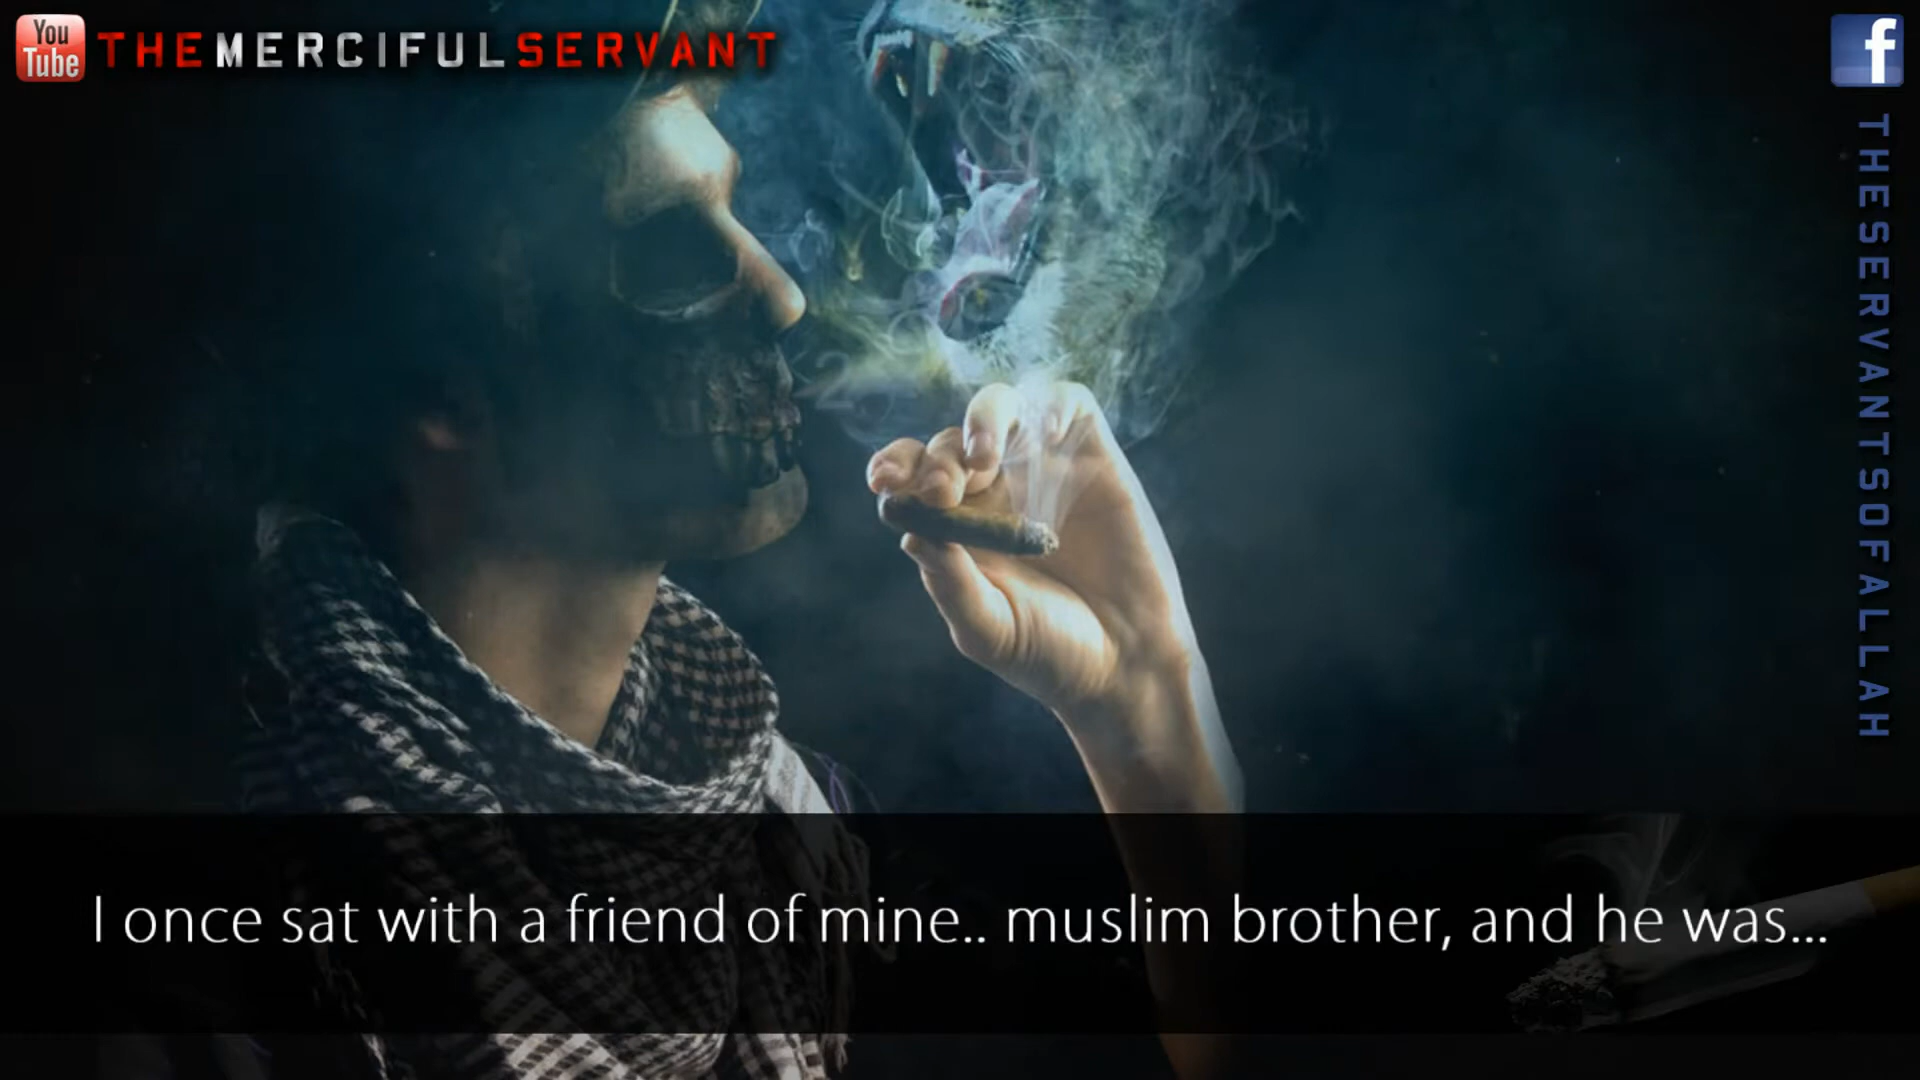 You
Tube
THEMERCIFULSERVANT
f
THESERVANTSOFALLAH
I once sat with a friend of mine.. muslim brother, and he was...